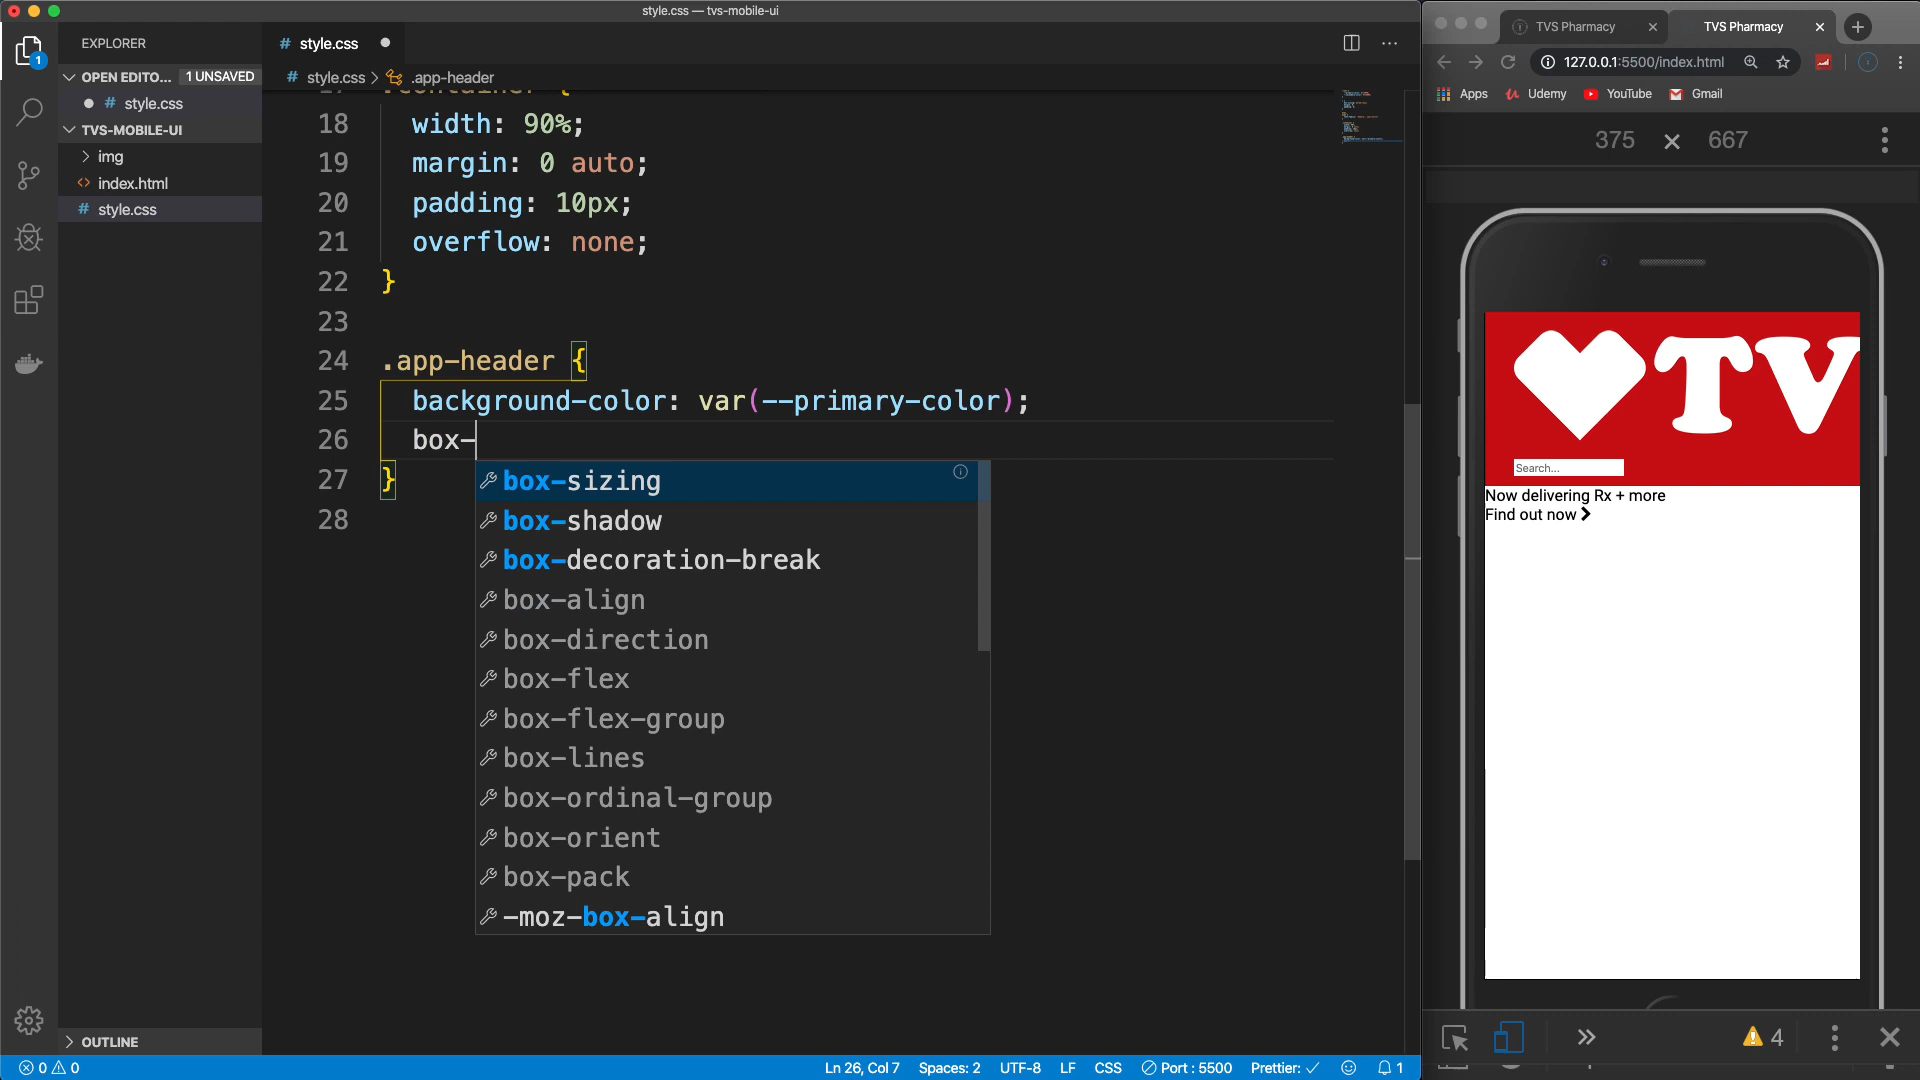 style.css — tvs-mobile-ui
EXPLORER
OPEN EDITO... 1 UNSAVED
# style.css
TVS-MOBILE-UI
img
index.html
# style.css
OUTLINE
1
# style.css
# style.css > .app-header
17 .container {
18 width: 90%;
19 margin: 0 auto;
20 padding: 10px;
21 overflow: none;
22 }
23
24 .app-header {
25 background-color: var(--primary-color);
26 box-
27 }
28
box-sizing
box-shadow
box-decoration-break
box-align
box-direction
box-flex
box-flex-group
box-lines
box-ordinal-group
box-orient
box-pack
-moz-box-align
0 0
Ln 26, Col 7 Spaces: 2 UTF-8 LF CSS Port : 5500 Prettier: ✓ 1
TVS Pharmacy TVS Pharmacy
127.0.0.1:5500/index.html
Apps Udemy YouTube Gmail
375 × 667
TV
Search...
Now delivering Rx + more
Find out now
4